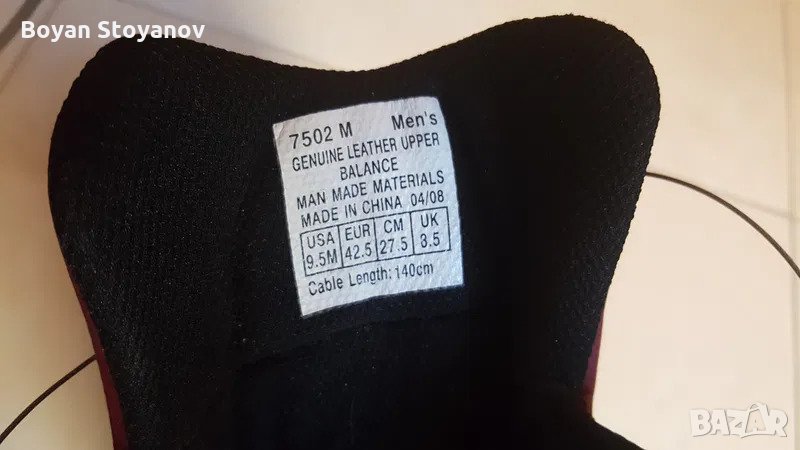 Boyan Stoyanov
7502 M Men's
GENUINE LEATHER UPPER
BALANCE
MAN MADE MATERIALS
MADE IN CHINA 04/08
USA EUR CM UK
9.5M 42.5 27.5 3.5
Cable Length: 140cm
BAZAR